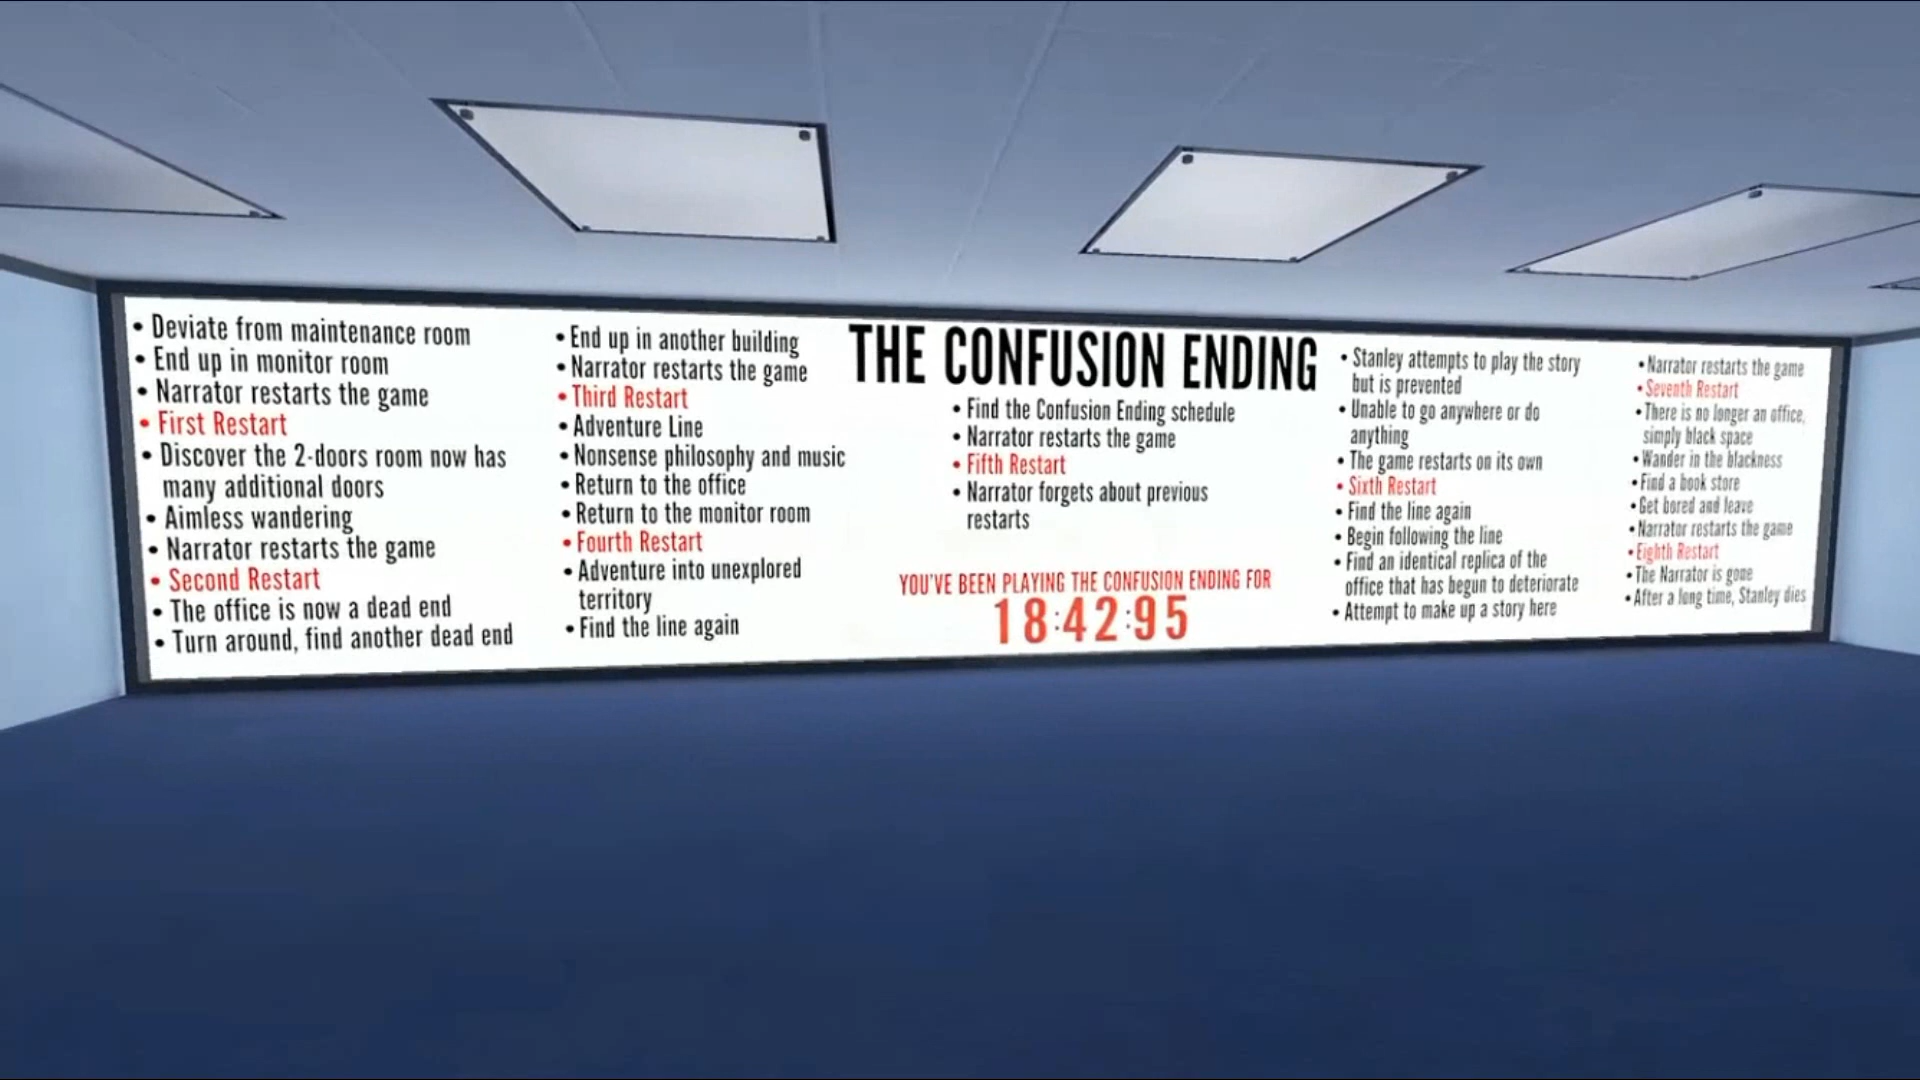 • Deviate from maintenance room
• End up in monitor room
• Narrator restarts the game
• First Restart
• Discover the 2-doors room now has
many additional doors
• Aimless wandering
• Narrator restarts the game
• Second Restart
• The office is now a dead end
• Turn around, find another dead end
• End up in another building
• Narrator restarts the game
• Third Restart
• Adventure Line
• Nonsense philosophy and music
• Return to the office
• Return to the monitor room
• Fourth Restart
• Adventure into unexplored
territory
• Find the line again
THE CONFUSION ENDING
• Find the Confusion Ending schedule
• Narrator restarts the game
• Fifth Restart
• Narrator forgets about previous
restarts
YOU'VE BEEN PLAYING THE CONFUSION ENDING FOR
18:42:95
• Stanley attempts to play the story
but is prevented
• Unable to go anywhere or do
anything
• The game restarts on its own
• Sixth Restart
• Find the line again
• Begin following the line
• Find an identical replica of the
office that has begun to deteriorate
• Attempt to make up a story here
• Narrator restarts the game
• Seventh Restart
• There is no longer an office,
simply black space
• Wander in the blackness
• Find a book store
• Get bored and leave
• Narrator restarts the game
• Eighth Restart
• The Narrator is gone
• After a long time, Stanley dies